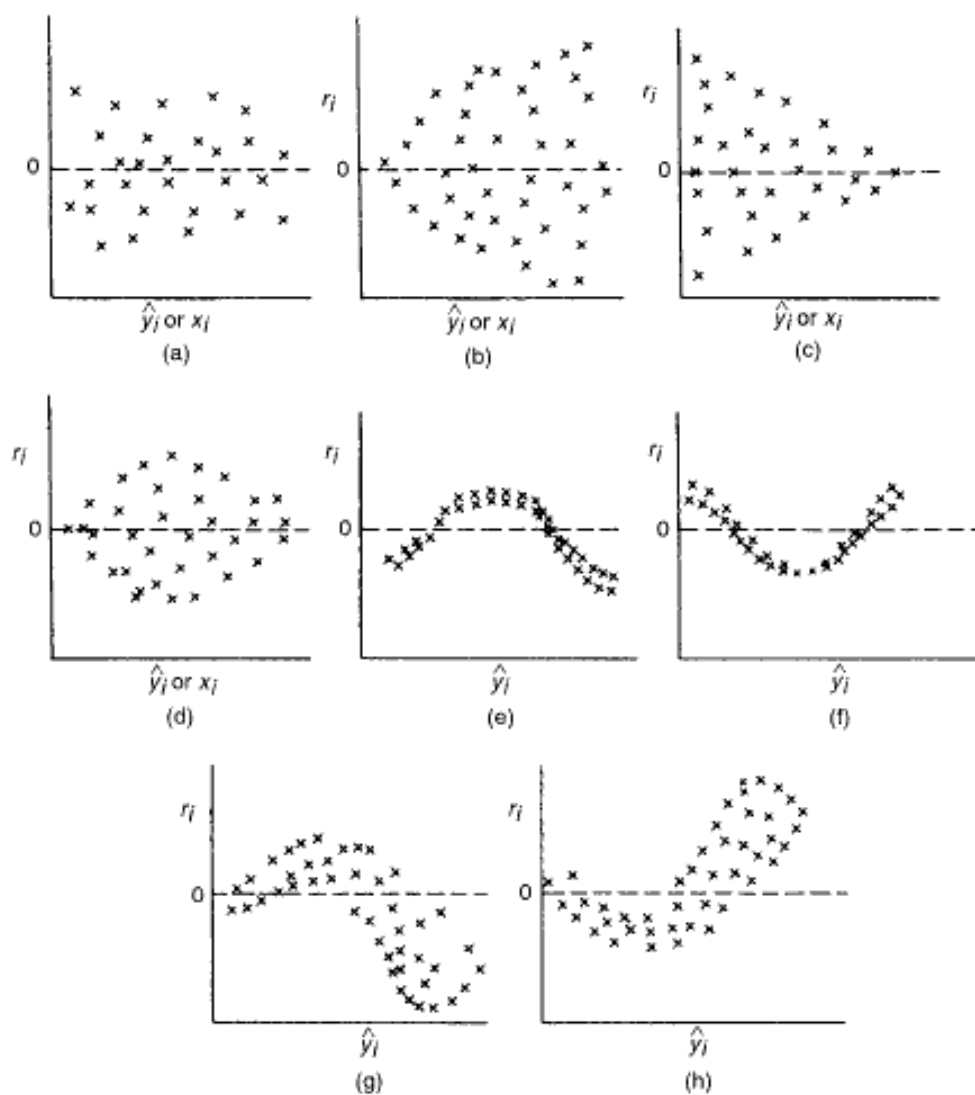 rᵢ rᵢ
0 0 0
ŷᵢ or xᵢ ŷᵢ or xᵢ ŷᵢ or xᵢ
(a) (b) (c)
rᵢ rᵢ rᵢ
0 0 0
ŷᵢ or xᵢ ŷᵢ ŷᵢ
(d) (e) (f)
rᵢ rᵢ
0 0
ŷᵢ ŷᵢ
(g) (h)